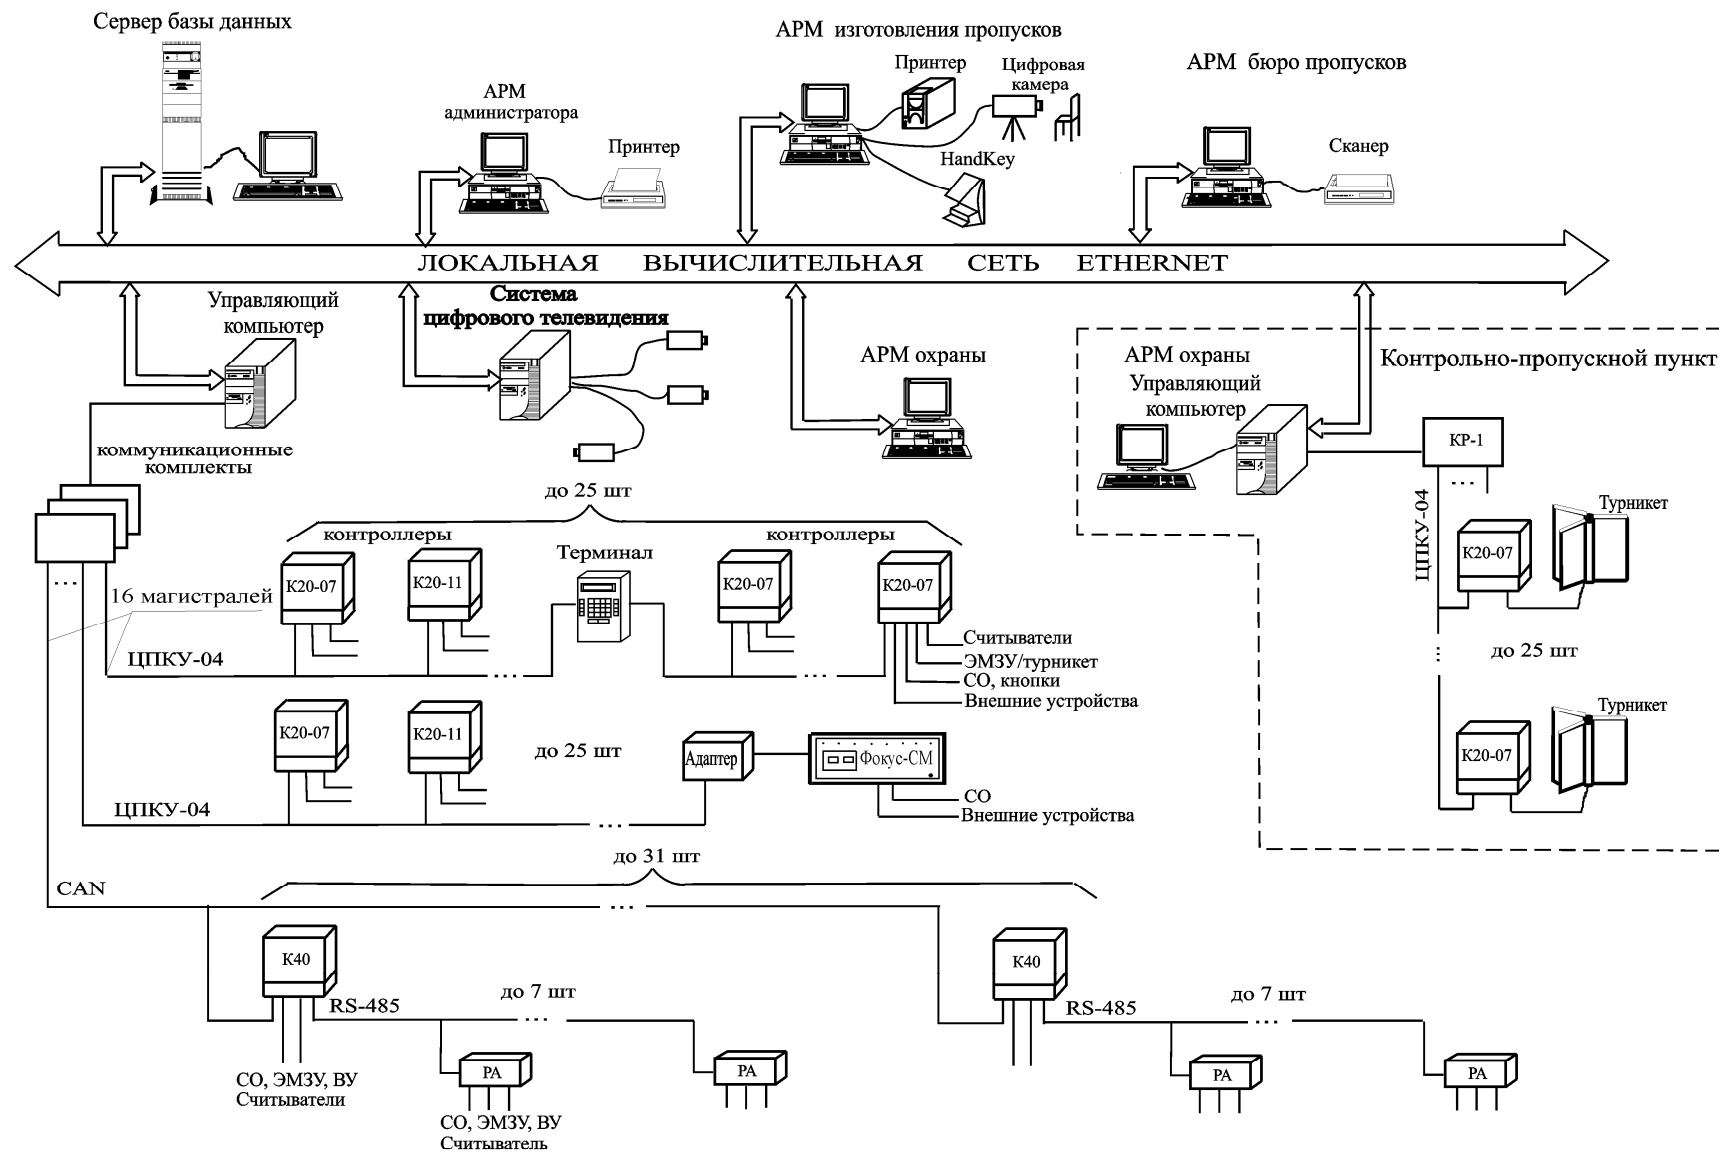 Сервер базы данных
АРМ изготовления пропусков
Принтер
Цифровая
камера
АРМ бюро пропусков
АРМ
администратора
Принтер
HandKey
Сканер
ЛОКАЛЬНАЯ ВЫЧИСЛИТЕЛЬНАЯ СЕТЬ ETHERNET
Управляющий
компьютер
Система
цифрового телевидения
АРМ охраны
АРМ охраны
Управляющий
компьютер
Контрольно-пропускной пункт
КР-1
коммуникационные
комплекты
...
до 25 шт
контроллеры
контроллеры
Терминал
К20-07
К20-11
К20-07
К20-07
...
16 магистралей
ЦПКУ-04
...
...
Считыватели
ЭМЗУ/турникет
СО, кнопки
Внешние устройства
ЦПКУ-04
...
Турникет
К20-07
...
до 25 шт
Турникет
К20-07
...
К20-07
К20-11
до 25 шт
Адаптер
Фокус-СМ
СО
Внешние устройства
ЦПКУ-04
...
до 31 шт
CAN
...
К40
RS-485
до 7 шт
...
СО, ЭМЗУ, ВУ
Считыватели
РА
СО, ЭМЗУ, ВУ
Считыватель
РА
К40
RS-485
до 7 шт
...
РА
РА